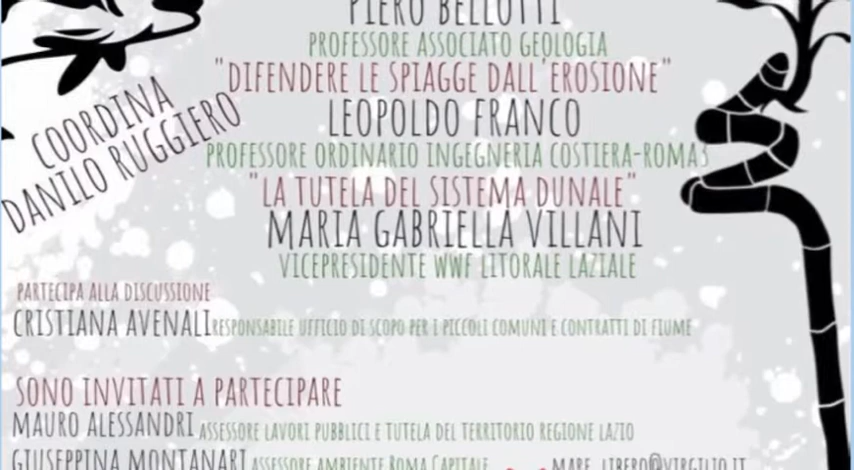 PIERO BELLOTTI
PROFESSORE ASSOCIATO GEOLOGIA
"DIFENDERE LE SPIAGGE DALL'EROSIONE"
LEOPOLDO FRANCO
PROFESSORE ORDINARIO INGEGNERIA COSTIERA-ROMA3
"LA TUTELA DEL SISTEMA DUNALE"
MARIA GABRIELLA VILLANI
VICEPRESIDENTE WWF LITORALE LAZIALE
COORDINA
DANILO RUGGIERO
PARTECIPA ALLA DISCUSSIONE
CRISTIANA AVENALI RESPONSABILE UFFICIO DI SCOPO PER I PICCOLI COMUNI E CONTRATTI DI FIUME
SONO INVITATI A PARTECIPARE
MAURO ALESSANDRI ASSESSORE LAVORI PUBBLICI E TUTELA DEL TERRITORIO REGIONE LAZIO
GIUSEPPINA MONTANARI ASSESSORE AMBIENTE ROMA CAPITALE
MARE_LIBERO@VIRGILIO.IT